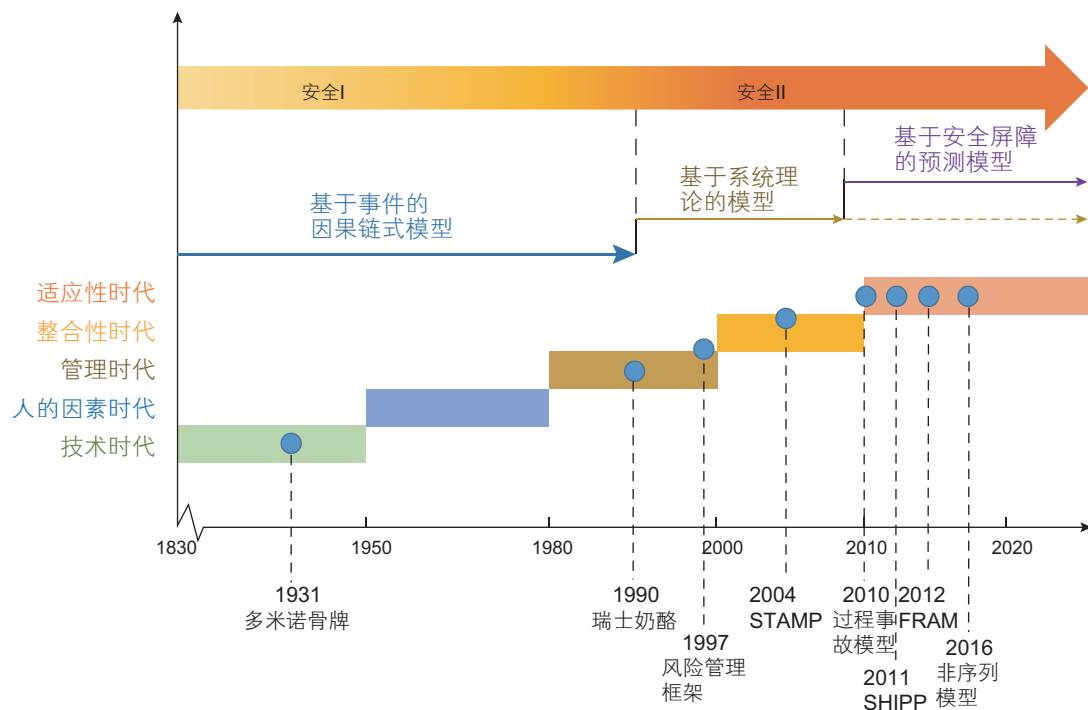 安全I
安全II
基于安全屏障
的预测模型
基于系统理
论的模型
基于事件的
因果链式模型
适应性时代
整合性时代
管理时代
人的因素时代
技术时代
1830
1950
1980
2000
2010
2020
1931
多米诺骨牌
1990
瑞士奶酪
1997
风险管理
框架
2004
STAMP
2010
过程事
故模型
2011
SHIPP
2012
FRAM
2016
非序列
模型